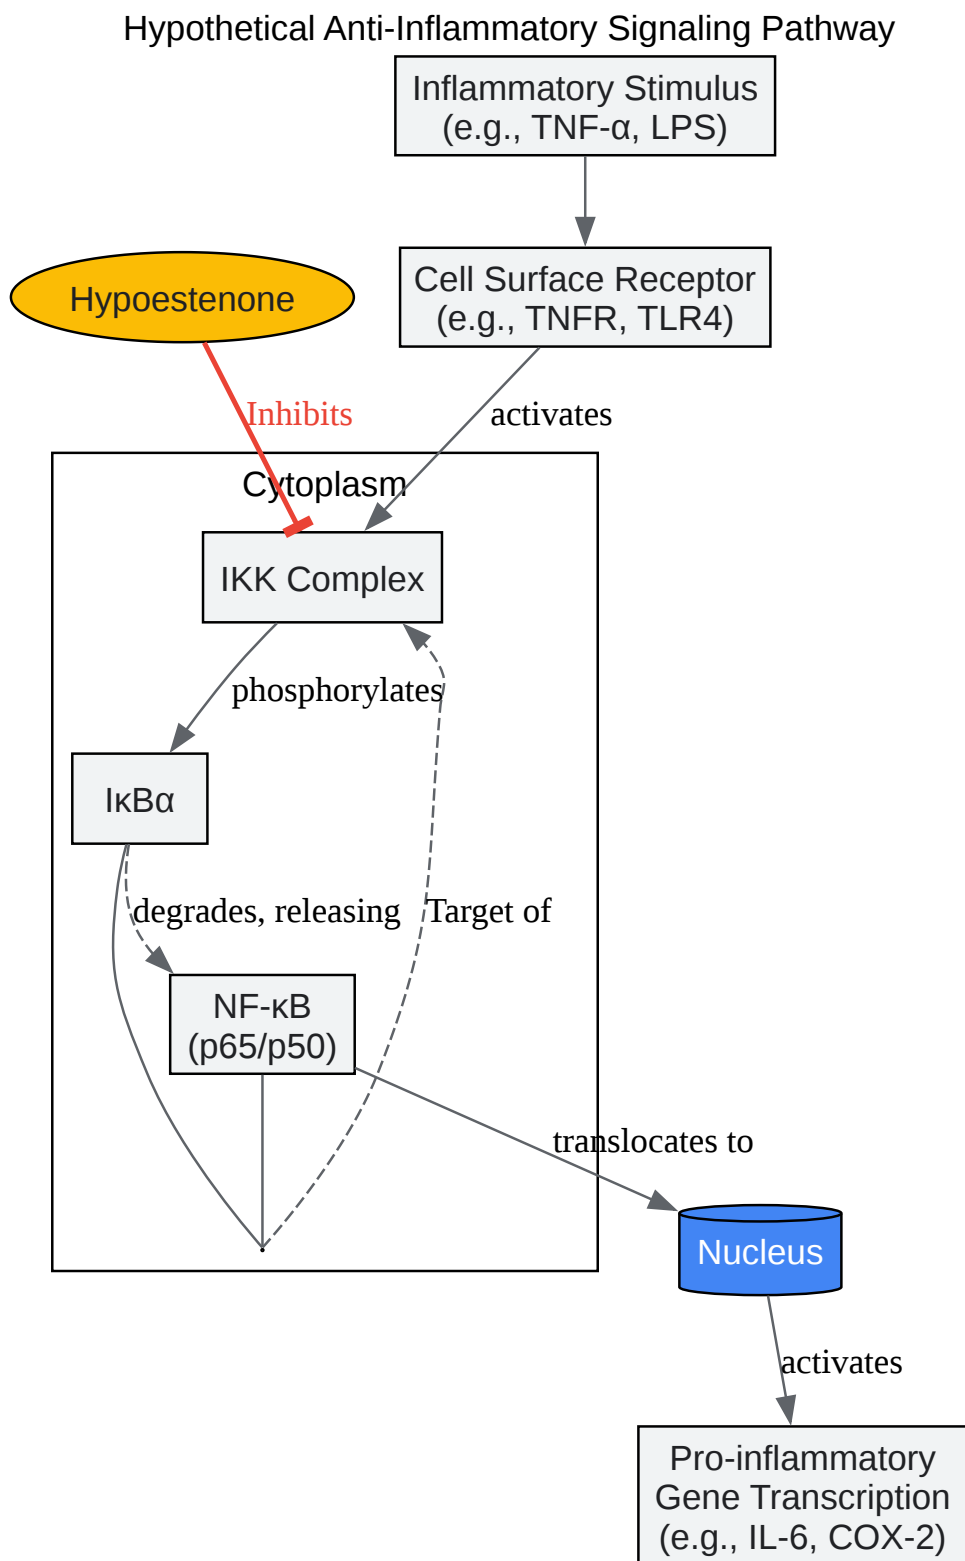 Hypothetical Anti-Inflammatory Signaling Pathway
Inflammatory Stimulus
(e.g., TNF-α, LPS)
Cell Surface Receptor
(e.g., TNFR, TLR4)
Hypoestenone
Inhibits
activates
Cytoplasm
IKK Complex
phosphorylates
IκBα
degrades, releasing
Target of
NF-κB
(p65/p50)
translocates to
Nucleus
activates
Pro-inflammatory
Gene Transcription
(e.g., IL-6, COX-2)